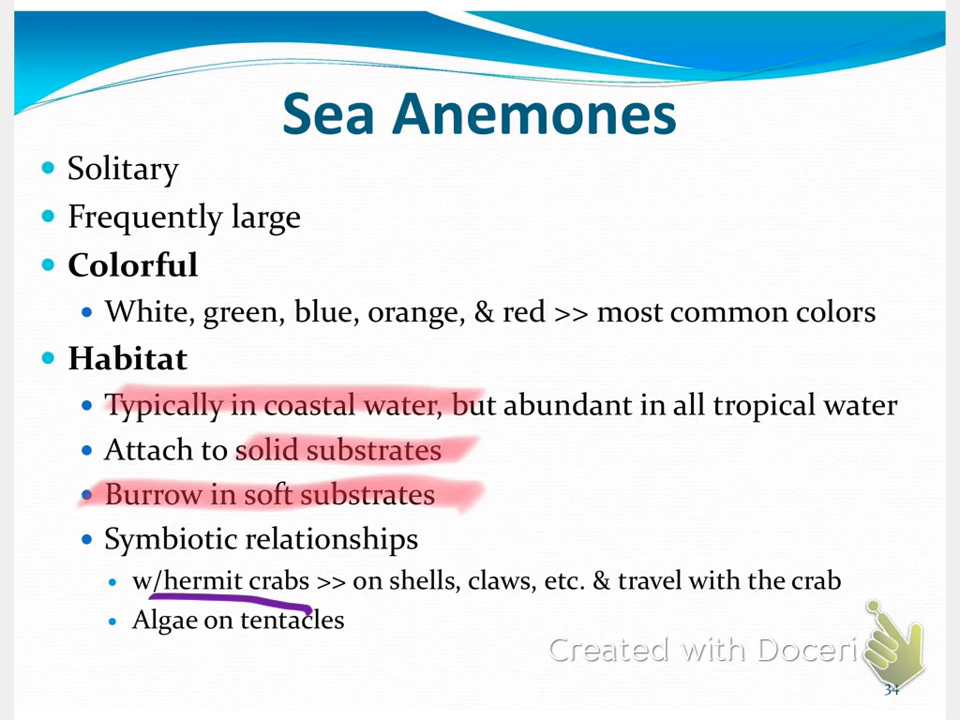 Sea Anemones
Solitary
Frequently large
Colorful
White, green, blue, orange, & red >> most common colors
Habitat
Typically in coastal water, but abundant in all tropical water
Attach to solid substrates
Burrow in soft substrates
Symbiotic relationships
w/hermit crabs >> on shells, claws, etc. & travel with the crab
Algae on tentacles
Created with Doceri
34